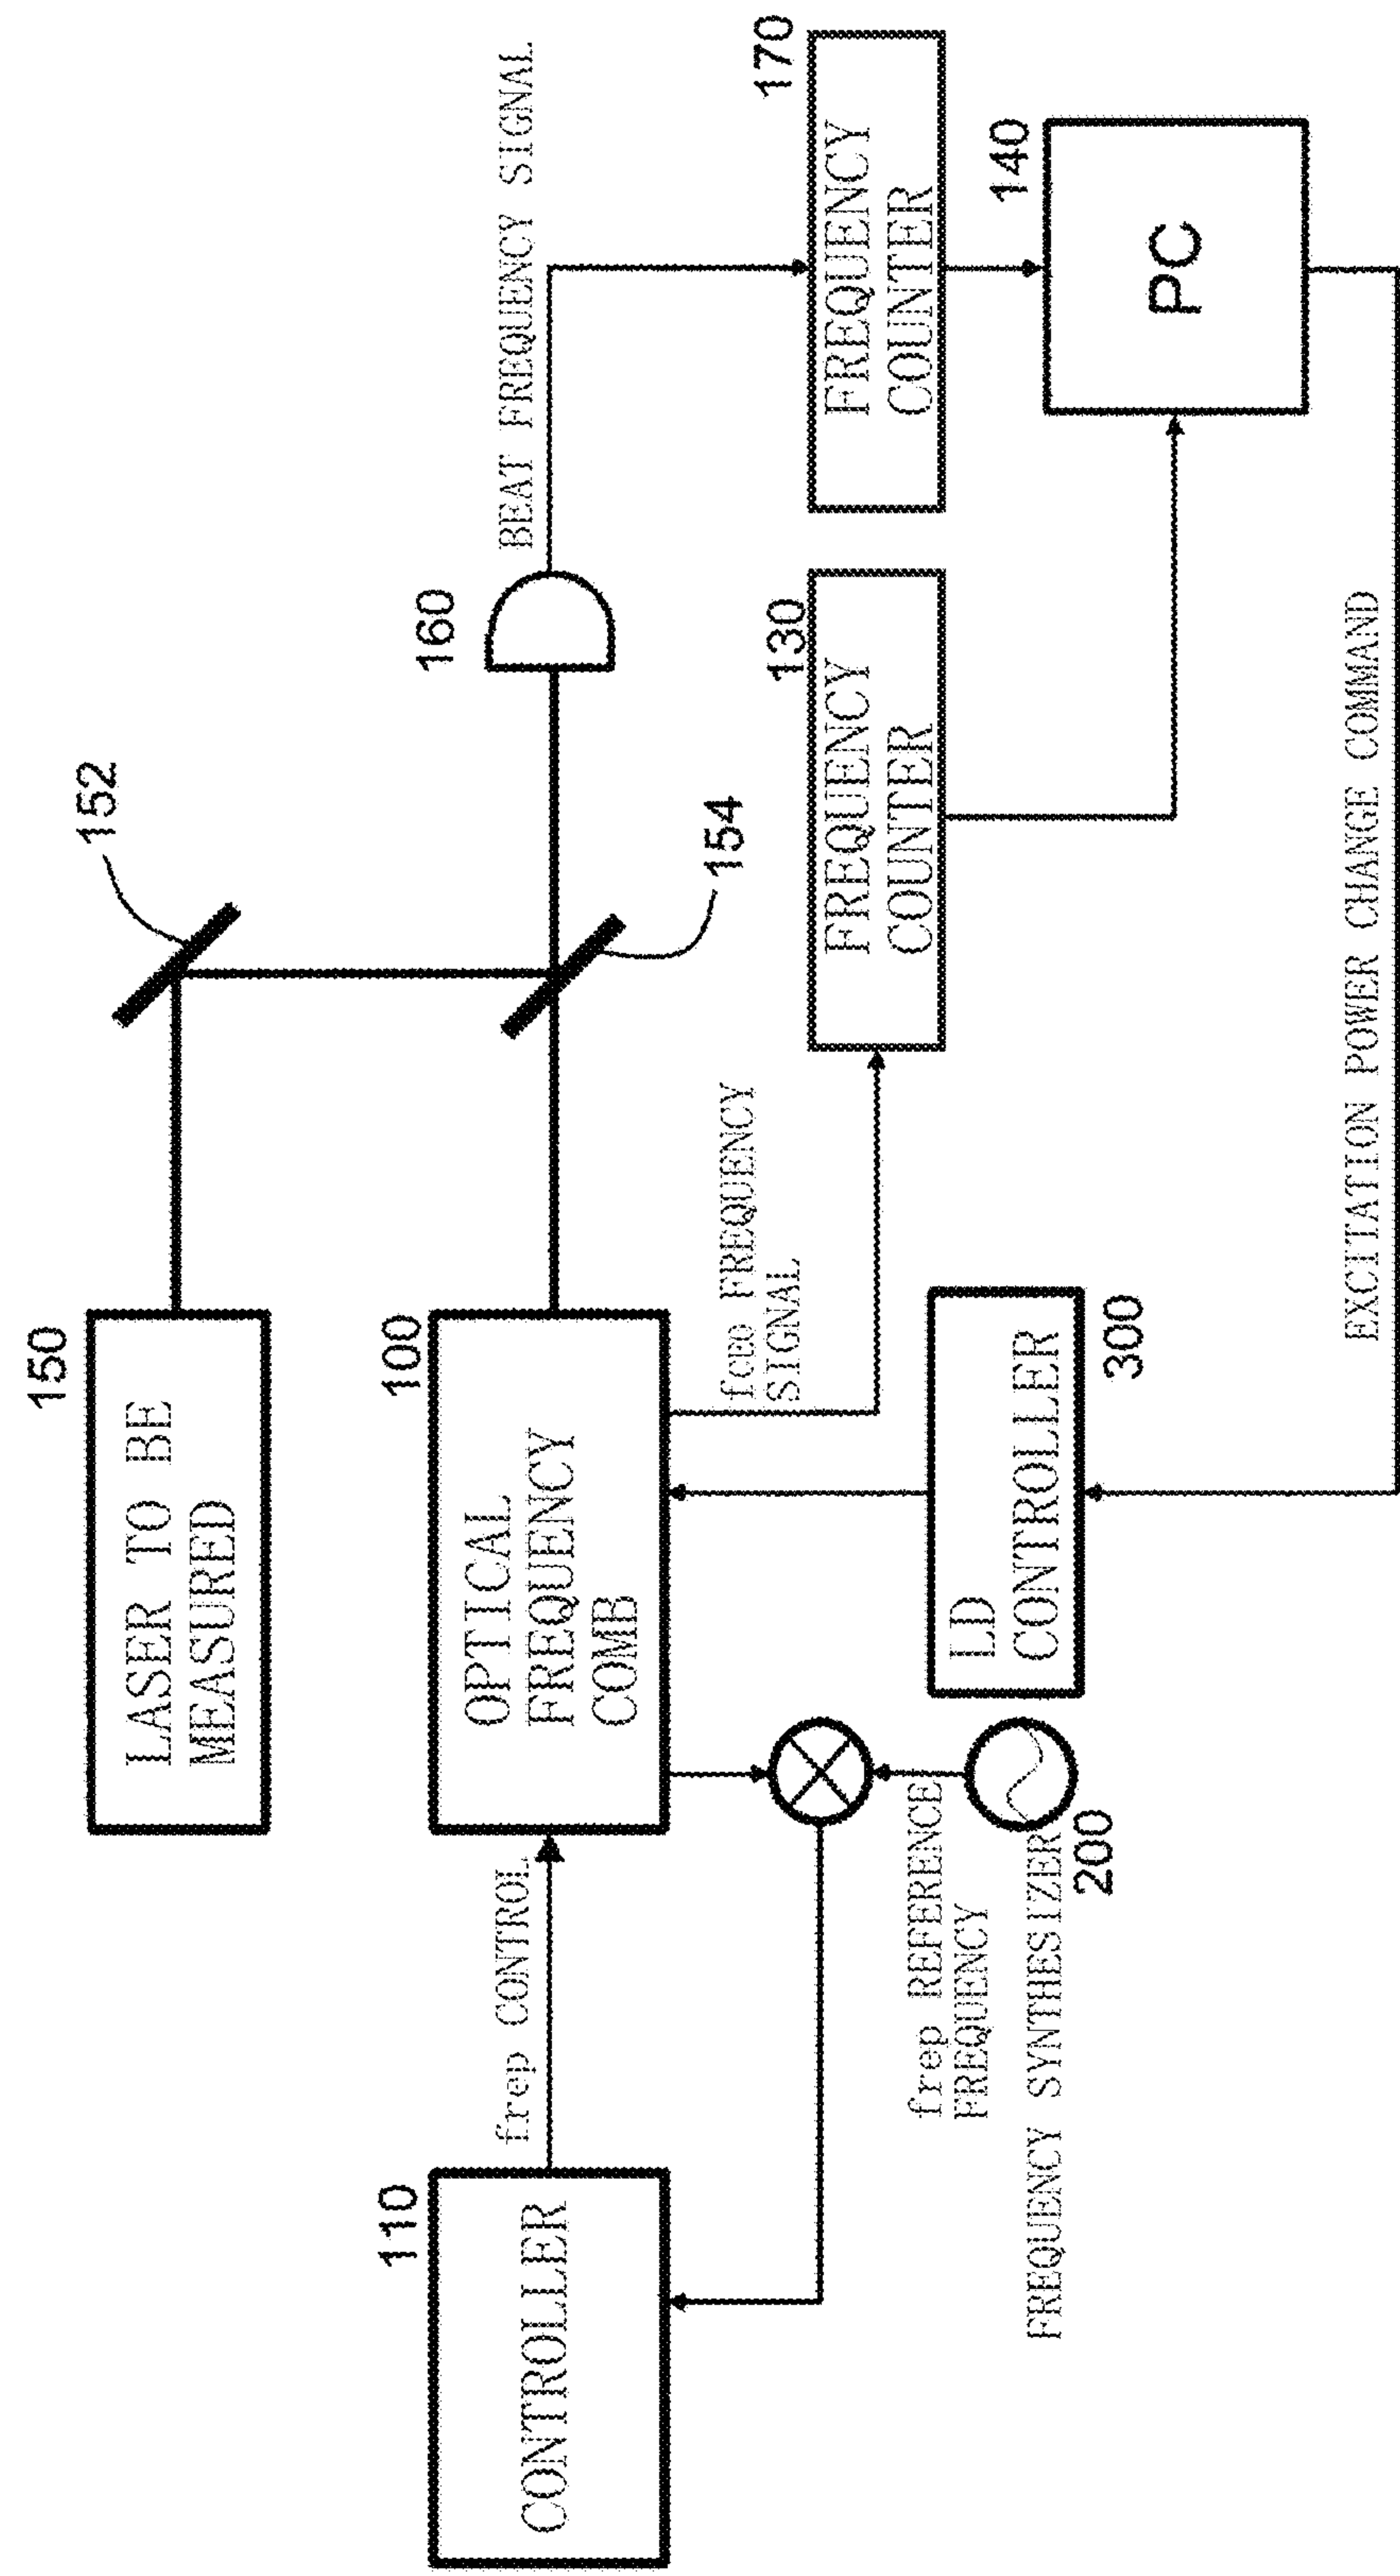 150
LASER TO BE
MEASURED
152
110
CONTROLLER
frep CONTROL
100
OPTICAL
FREQUENCY
COMB
154
160
BEAT FREQUENCY SIGNAL
fCEO FREQUENCY
SIGNAL
130
FREQUENCY
COUNTER
170
FREQUENCY
COUNTER
frep REFERENCE
FREQUENCY
FREQUENCY SYNTHESIZER
200
LD
CONTROLLER
300
140
PC
EXCITATION POWER CHANGE COMMAND